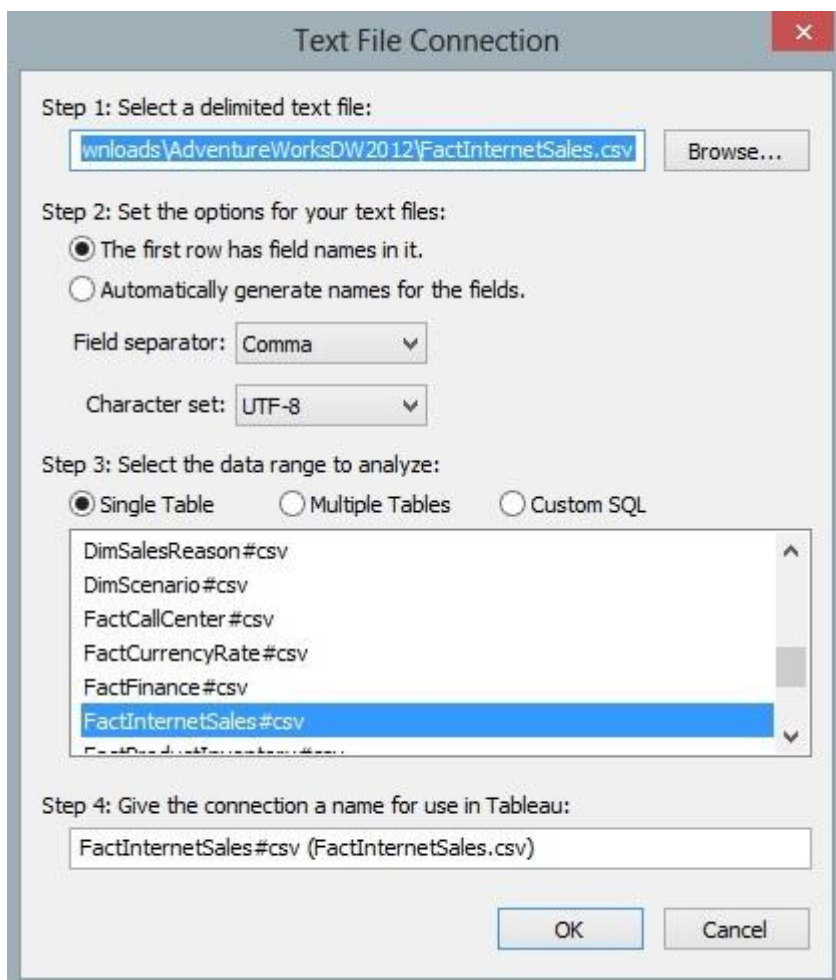 Text File Connection
Step 1: Select a delimited text file:
wnloads\AdventureWorksDW2012\FactInternetSales.csv Browse...
Step 2: Set the options for your text files:
The first row has field names in it.
Automatically generate names for the fields.
Field separator: Comma
Character set: UTF-8
Step 3: Select the data range to analyze:
Single Table Multiple Tables Custom SQL
DimSalesReason#csv
DimScenario#csv
FactCallCenter#csv
FactCurrencyRate#csv
FactFinance#csv
FactInternetSales#csv
FactProductInventory#csv
Step 4: Give the connection a name for use in Tableau:
FactInternetSales#csv (FactInternetSales.csv)
OK Cancel